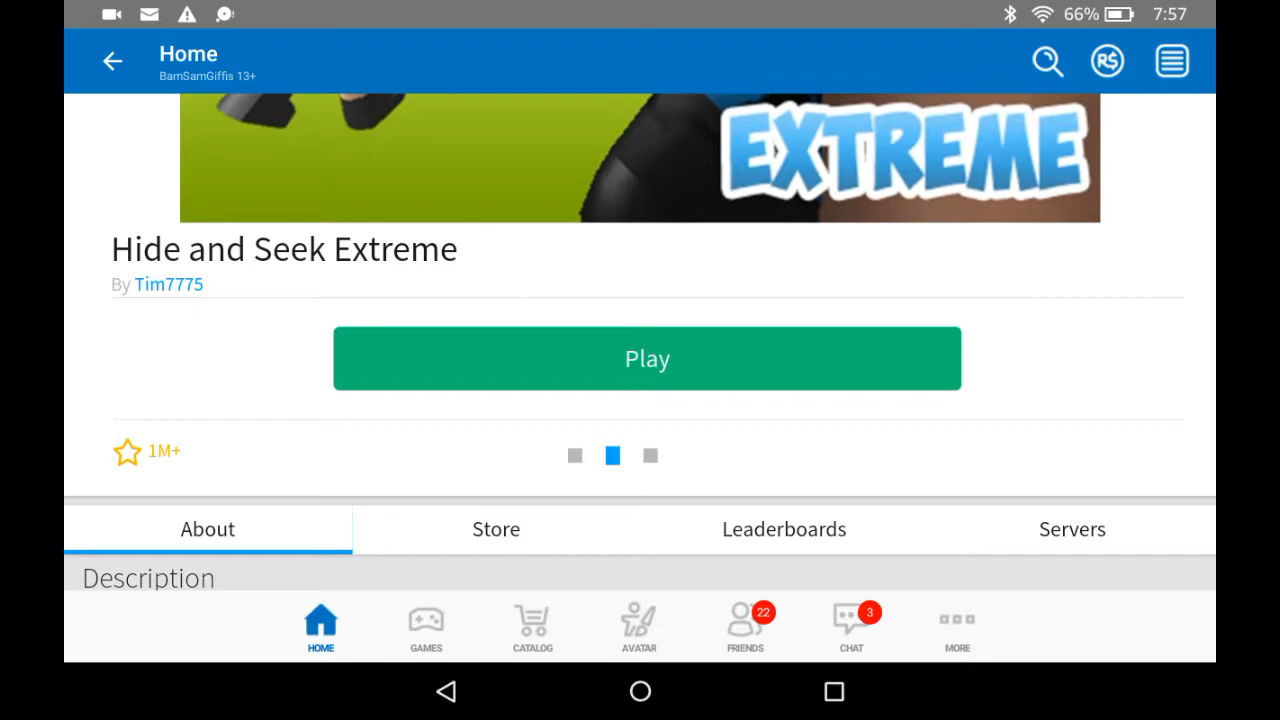 66% 7:57
Home
BamSamGiffis 13+
R$
EXTREME
Hide and Seek Extreme
By Tim7775
Play
1M+
About Store Leaderboards Servers
Description
22 3
HOME GAMES CATALOG AVATAR FRIENDS CHAT MORE